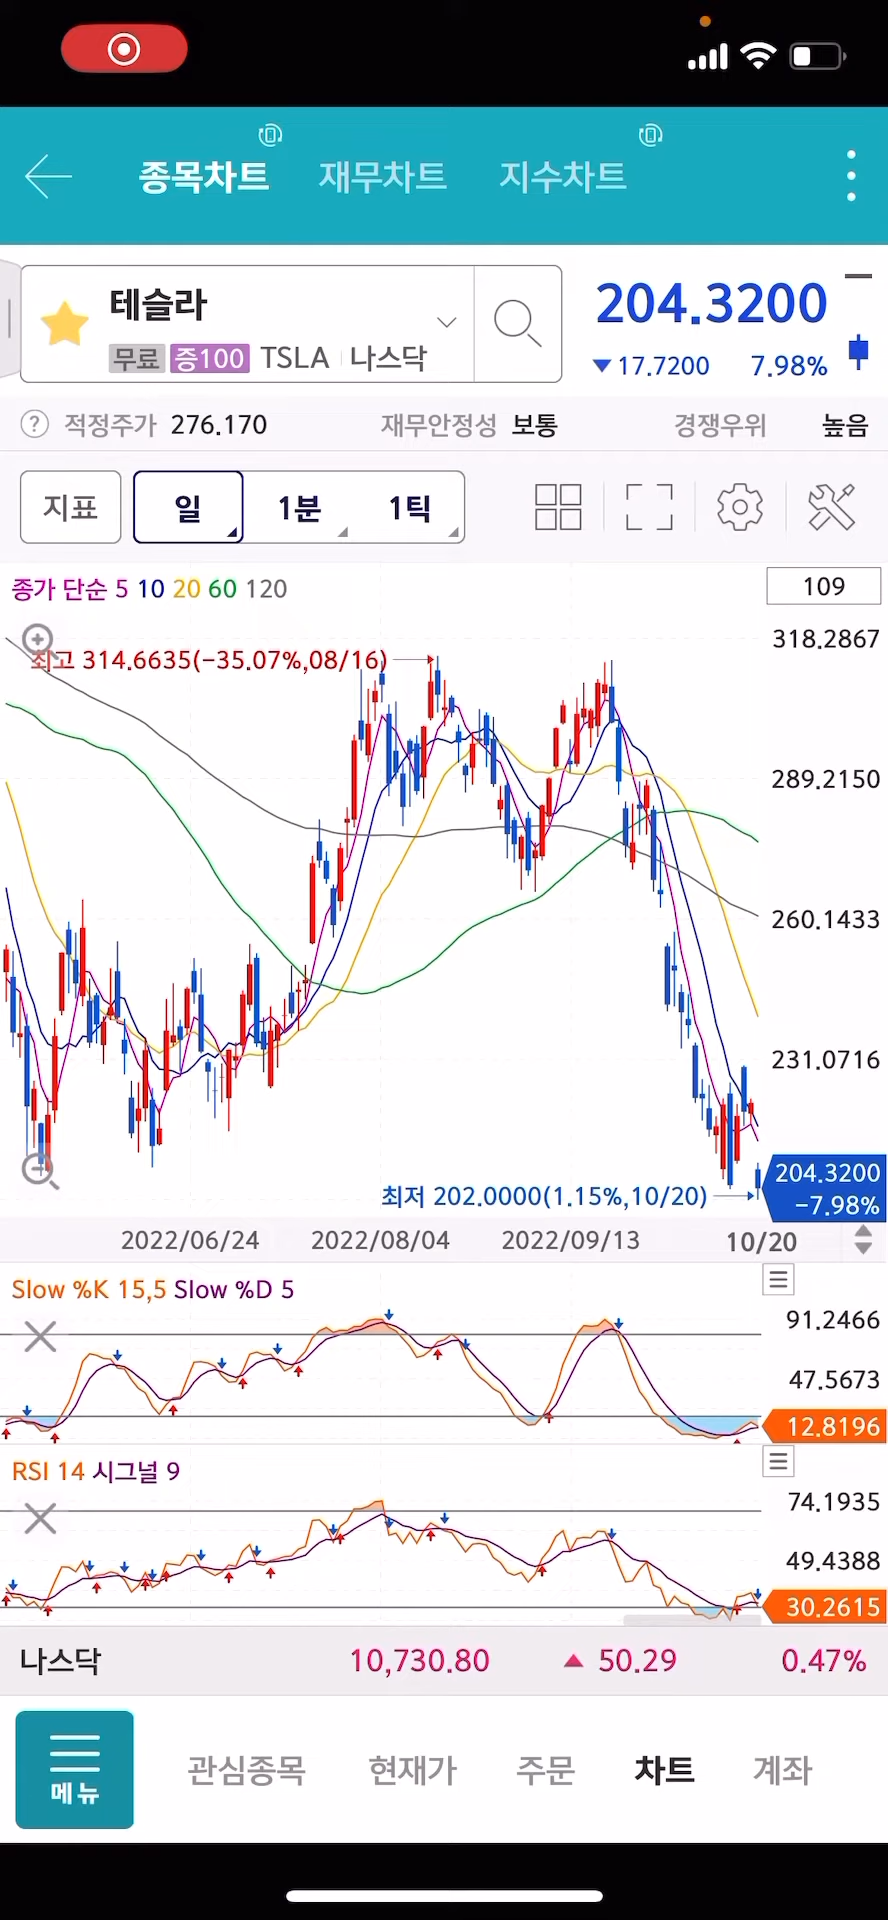 종목차트 재무차트 지수차트
테슬라
204.3200
무료 증100 TSLA 나스닥
▼17.7200 7.98%
? 적정주가 276.170 재무안정성 보통 경쟁우위 높음
지표 일 1분 1틱
종가 단순 5 10 20 60 120
109
318.2867
최고 314.6635(-35.07%,08/16)
289.2150
260.1433
231.0716
204.3200
-7.98%
최저 202.0000(1.15%,10/20)
2022/06/24 2022/08/04 2022/09/13 10/20
Slow %K 15,5 Slow %D 5
91.2466
47.5673
12.8196
RSI 14 시그널 9
74.1935
49.4388
30.2615
나스닥 10,730.80 ▲ 50.29 0.47%
메뉴 관심종목 현재가 주문 차트 계좌